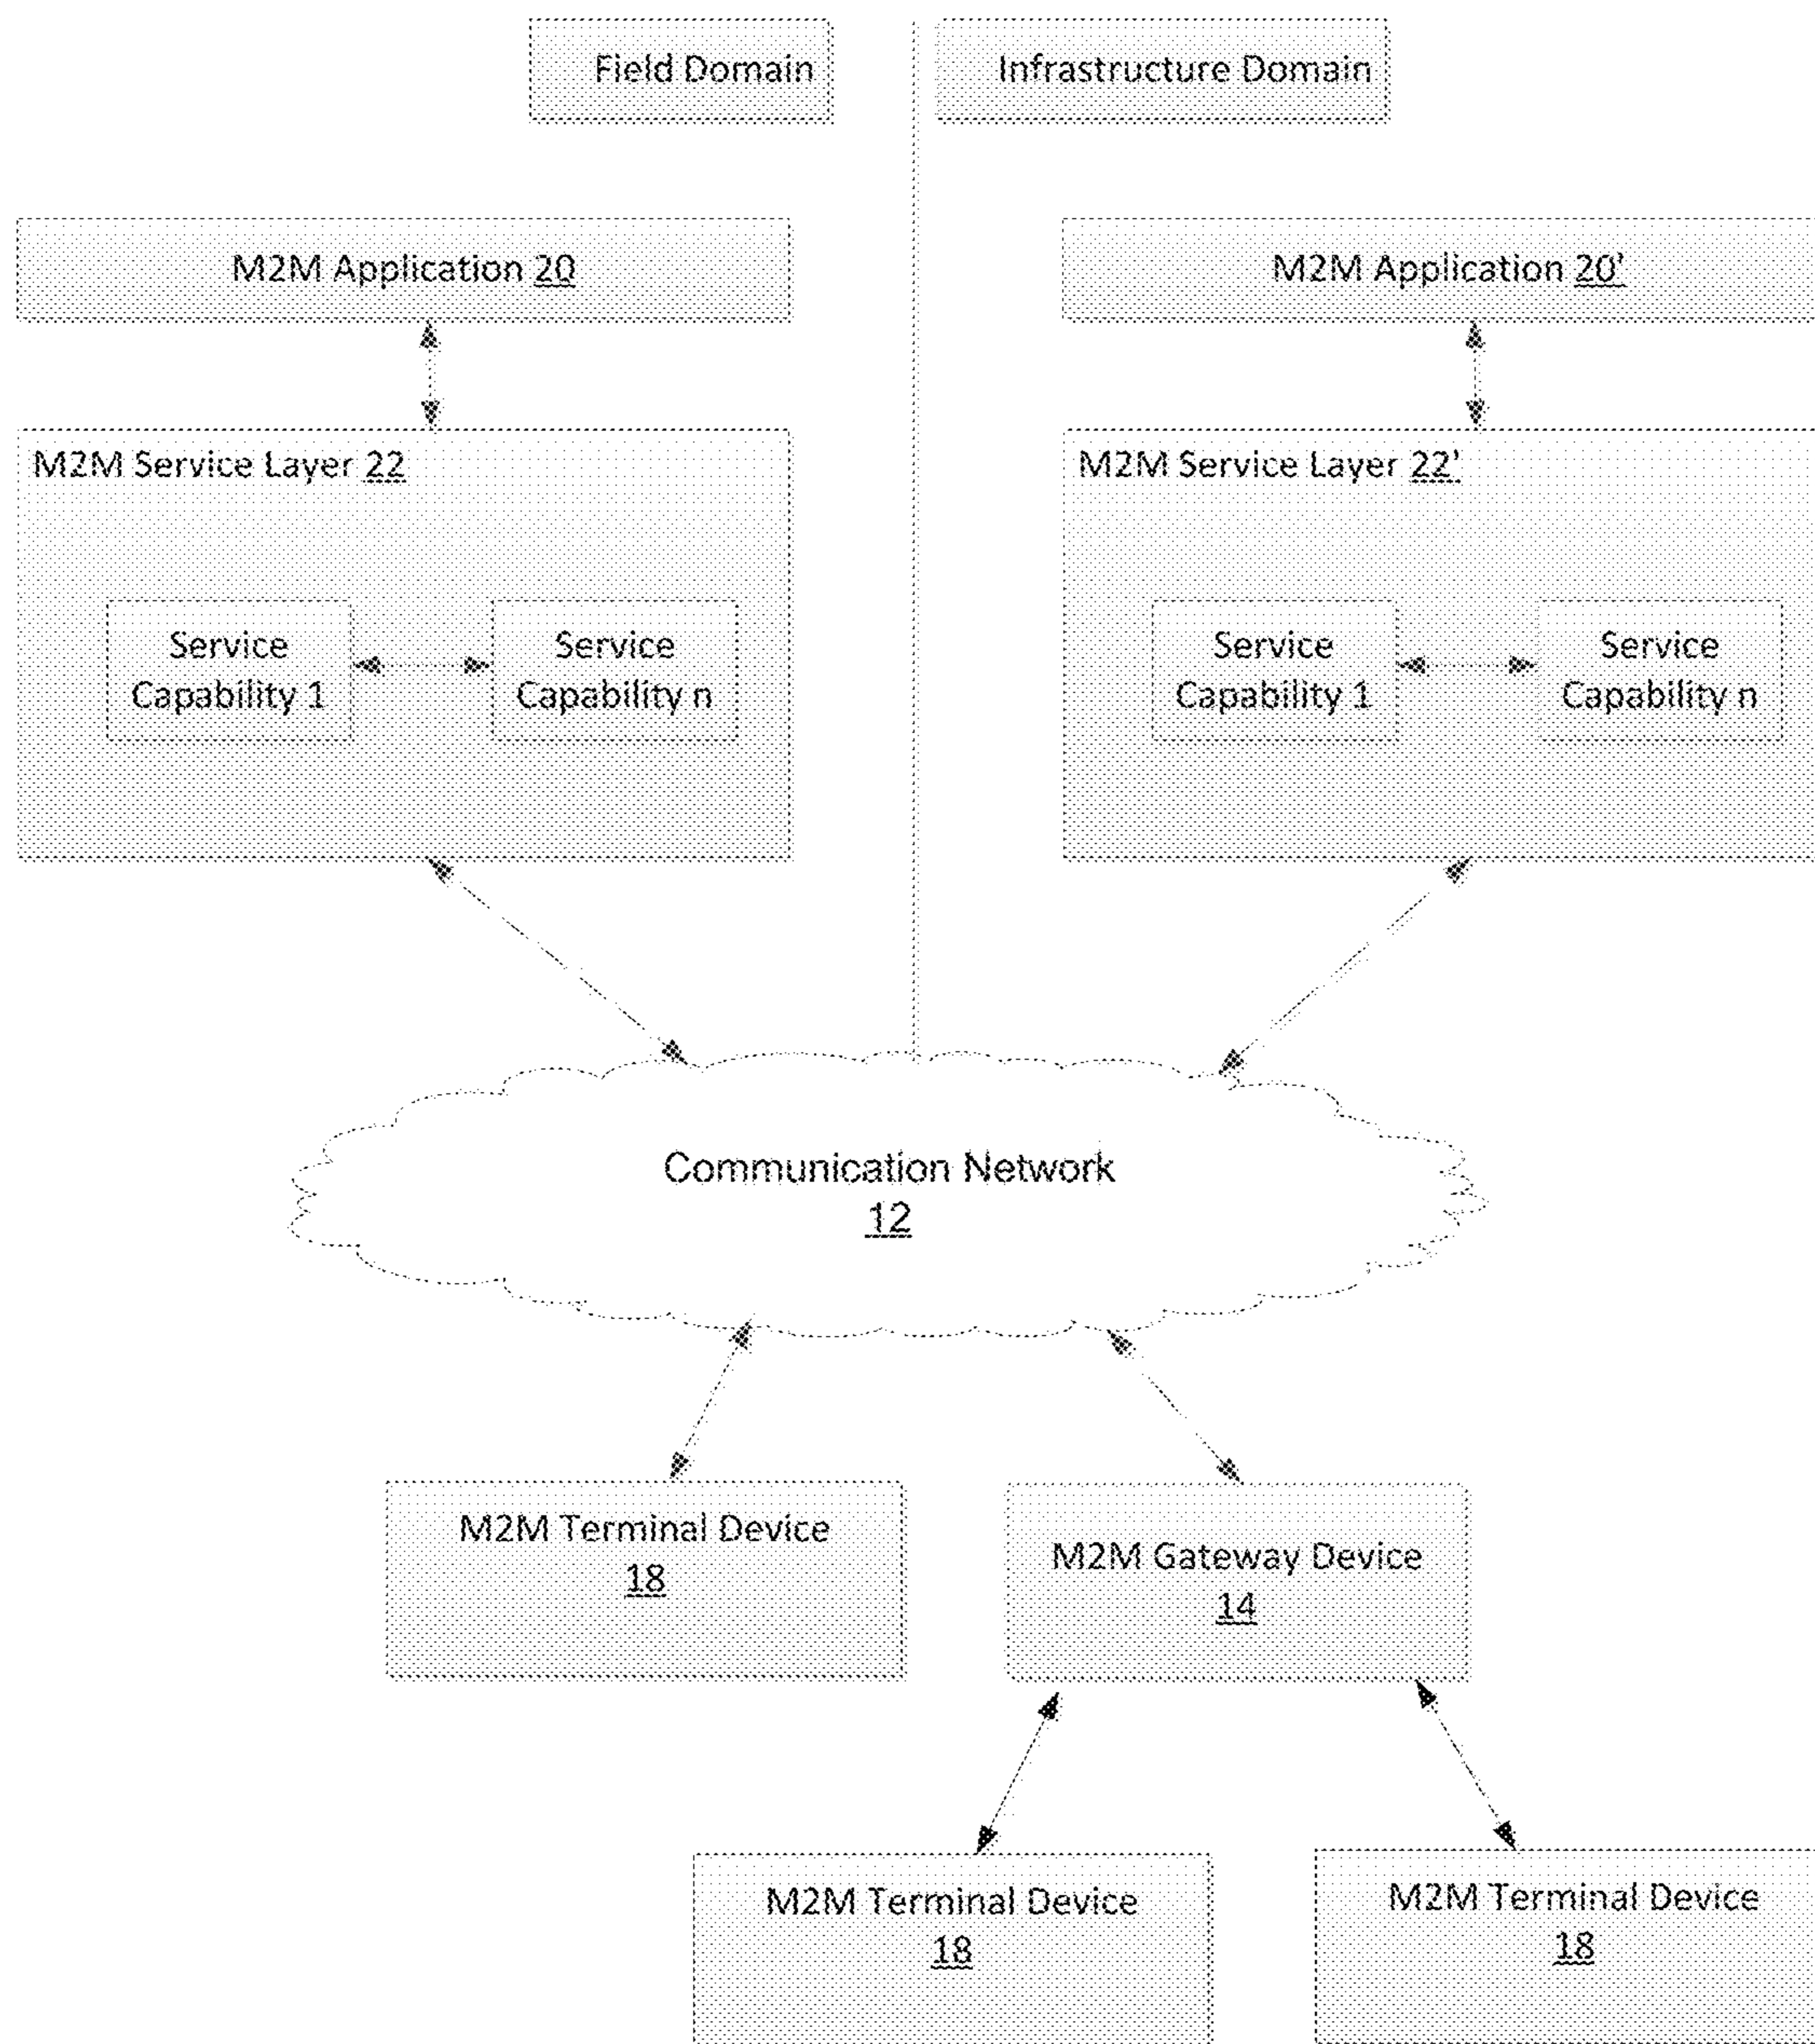 Field Domain
Infrastructure Domain
M2M Application 20
M2M Application 20'
M2M Service Layer 22
M2M Service Layer 22'
Service
Capability 1
Service
Capability n
Service
Capability 1
Service
Capability n
Communication Network
12
M2M Terminal Device
18
M2M Gateway Device
14
M2M Terminal Device
18
M2M Terminal Device
18